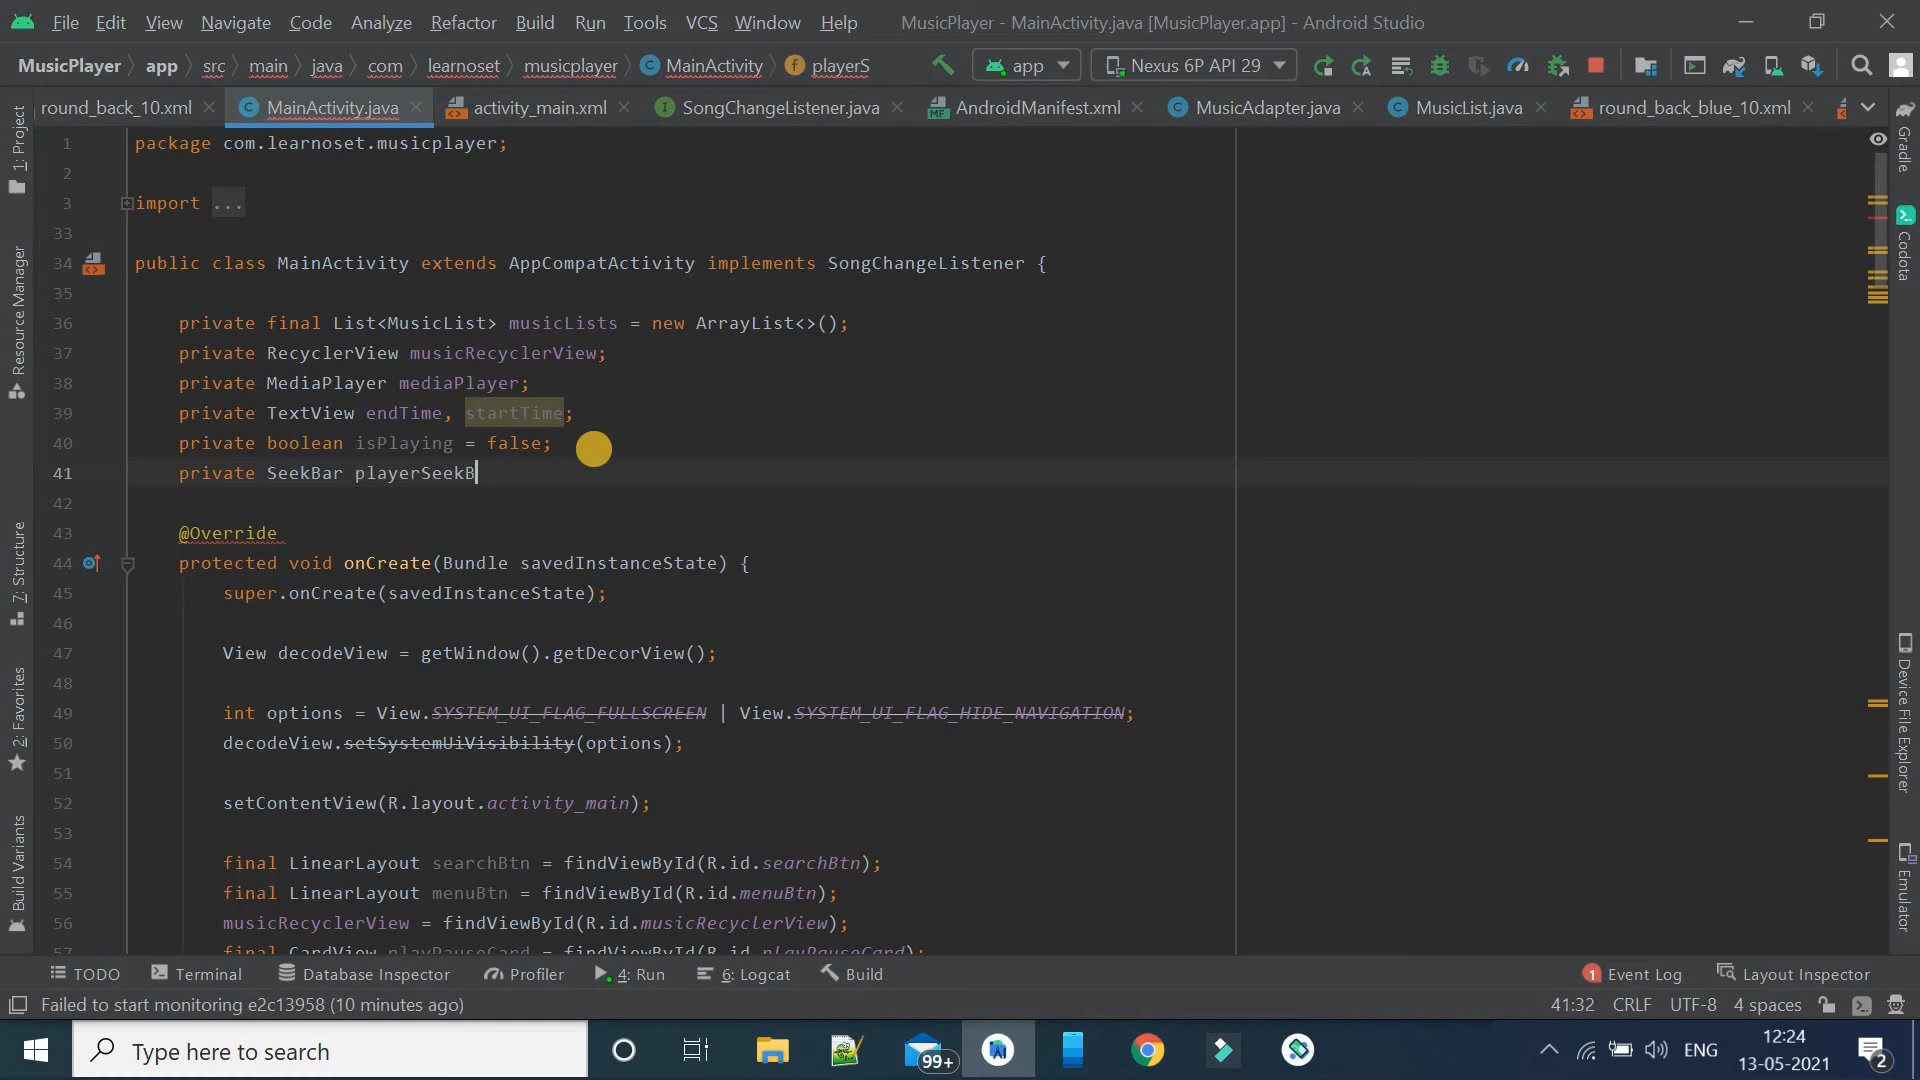 File Edit View Navigate Code Analyze Refactor Build Run Tools VCS Window Help MusicPlayer - MainActivity.java [MusicPlayer.app] - Android Studio
MusicPlayer app src main java com learnoset musicplayer MainActivity playerS app Nexus 6P API 29
round_back_10.xml MainActivity.java activity_main.xml SongChangeListener.java AndroidManifest.xml MusicAdapter.java MusicList.java round_back_blue_10.xml
1: Project
Resource Manager
7: Structure
2: Favorites
Build Variants
1 package com.learnoset.musicplayer;
2
3 import ...
33
34 public class MainActivity extends AppCompatActivity implements SongChangeListener {
35
36 private final List<MusicList> musicLists = new ArrayList<>();
37 private RecyclerView musicRecyclerView;
38 private MediaPlayer mediaPlayer;
39 private TextView endTime, startTime;
40 private boolean isPlaying = false;
41 private SeekBar playerSeekB
42
43 @Override
44 protected void onCreate(Bundle savedInstanceState) {
45 super.onCreate(savedInstanceState);
46
47 View decodeView = getWindow().getDecorView();
48
49 int options = View.SYSTEM_UI_FLAG_FULLSCREEN | View.SYSTEM_UI_FLAG_HIDE_NAVIGATION;
50 decodeView.setSystemUiVisibility(options);
51
52 setContentView(R.layout.activity_main);
53
54 final LinearLayout searchBtn = findViewById(R.id.searchBtn);
55 final LinearLayout menuBtn = findViewById(R.id.menuBtn);
56 musicRecyclerView = findViewById(R.id.musicRecyclerView);
57 final CardView playPauseCard = findViewById(R.id.playPauseCard);
Gradle
Codota
Device File Explorer
Emulator
TODO Terminal Database Inspector Profiler 4: Run 6: Logcat Build 1 Event Log Layout Inspector
Failed to start monitoring e2c13958 (10 minutes ago) 41:32 CRLF UTF-8 4 spaces
Type here to search 99+ ENG 12:24
13-05-2021 2